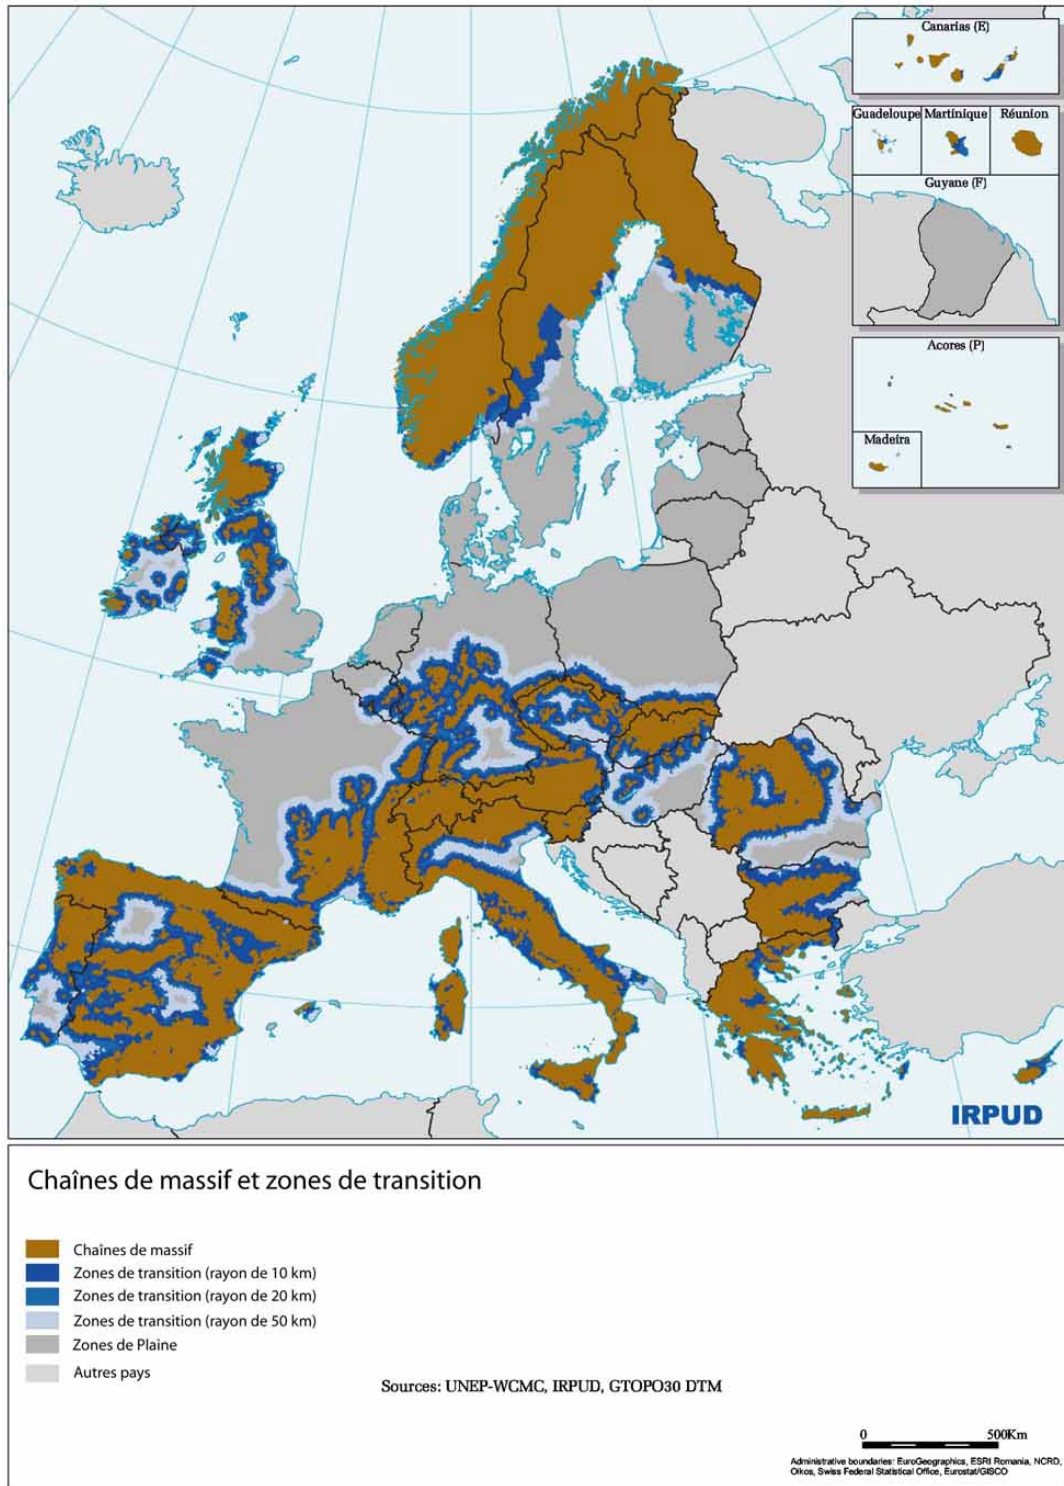 Canarias (E)
Guadeloupe
Martinique
Réunion
Guyane (F)
Acores (P)
Madeira
IRPUD
Chaînes de massif et zones de transition
Chaînes de massif
Zones de transition (rayon de 10 km)
Zones de transition (rayon de 20 km)
Zones de transition (rayon de 50 km)
Zones de Plaine
Autres pays
Sources: UNEP-WCMC, IRPUD, GTOPO30 DTM
0 500Km
Administrative boundaries: EuroGeographics, ESRI Romania, NCRD,
Oikos, Swiss Federal Statistical Office, Eurostat/GISCO